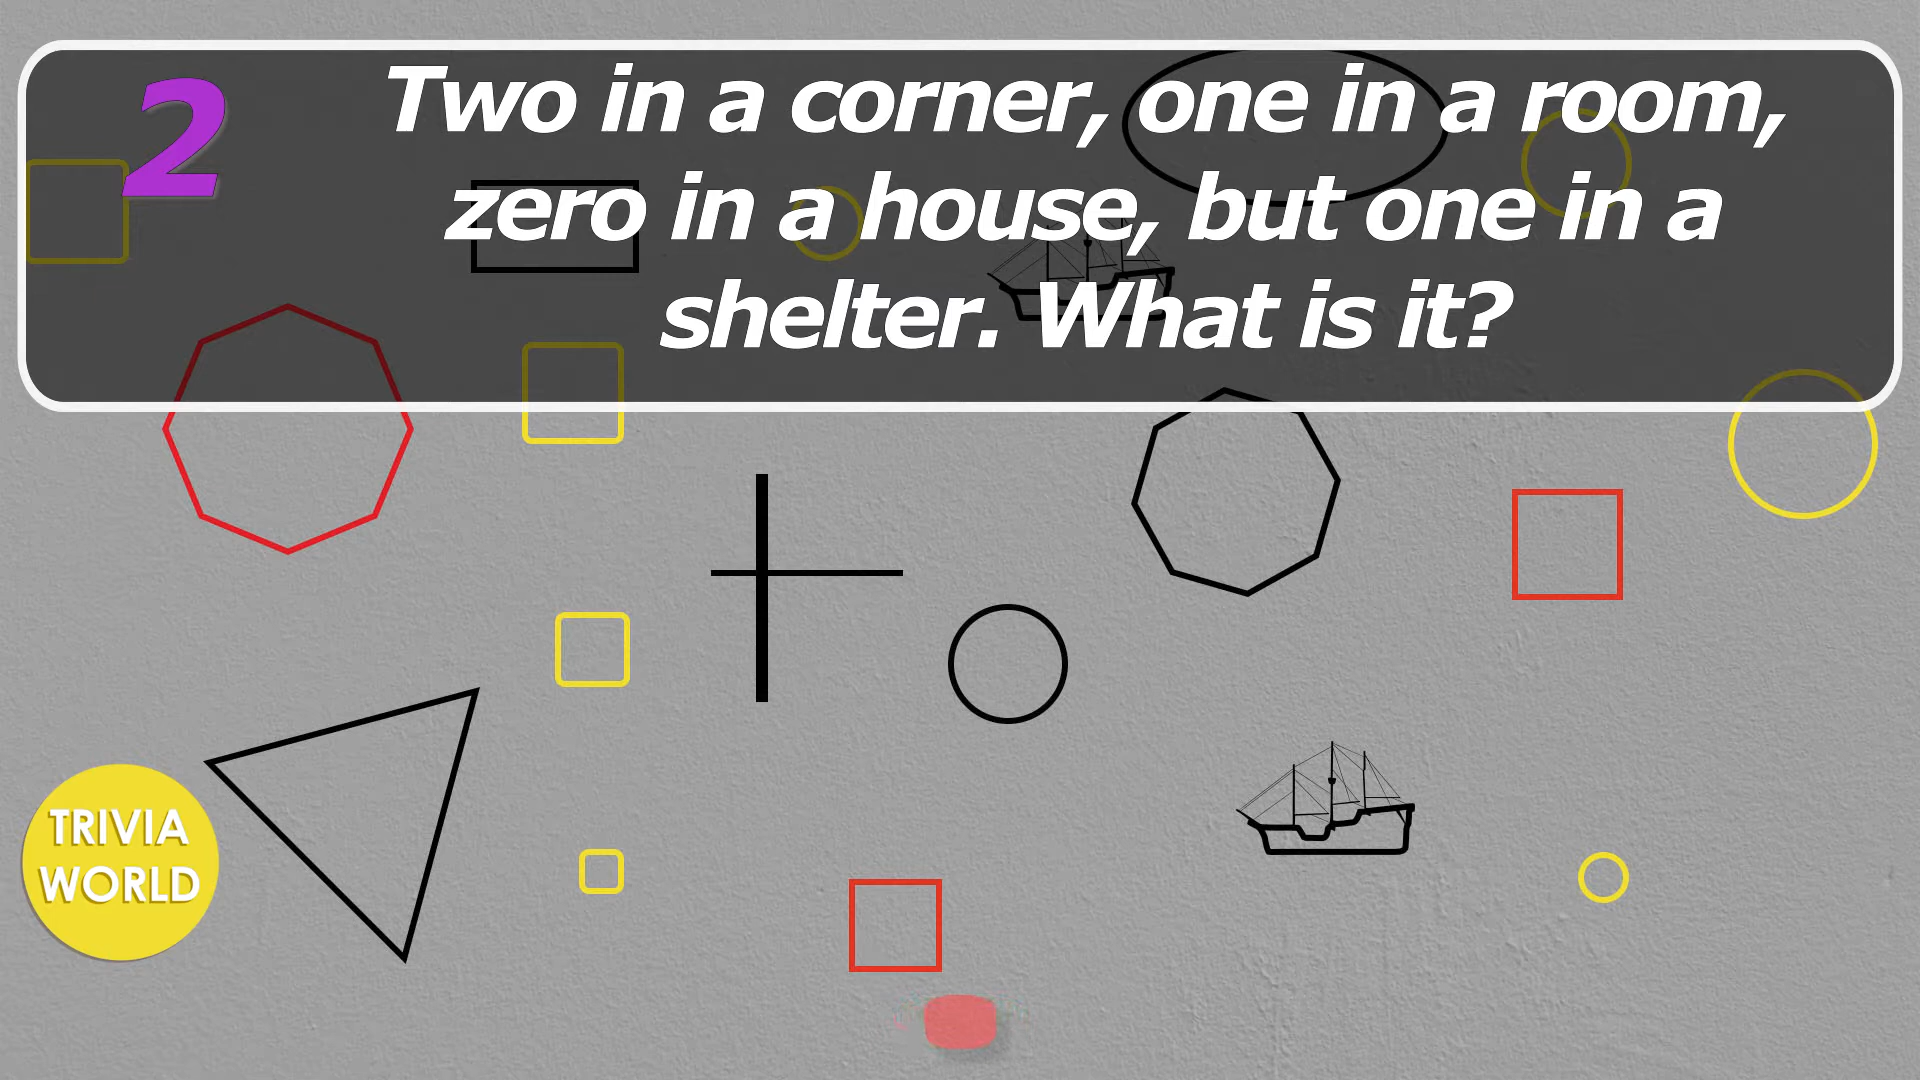 2
Two in a corner, one in a room,
zero in a house, but one in a
shelter. What is it?
TRIVIA
WORLD